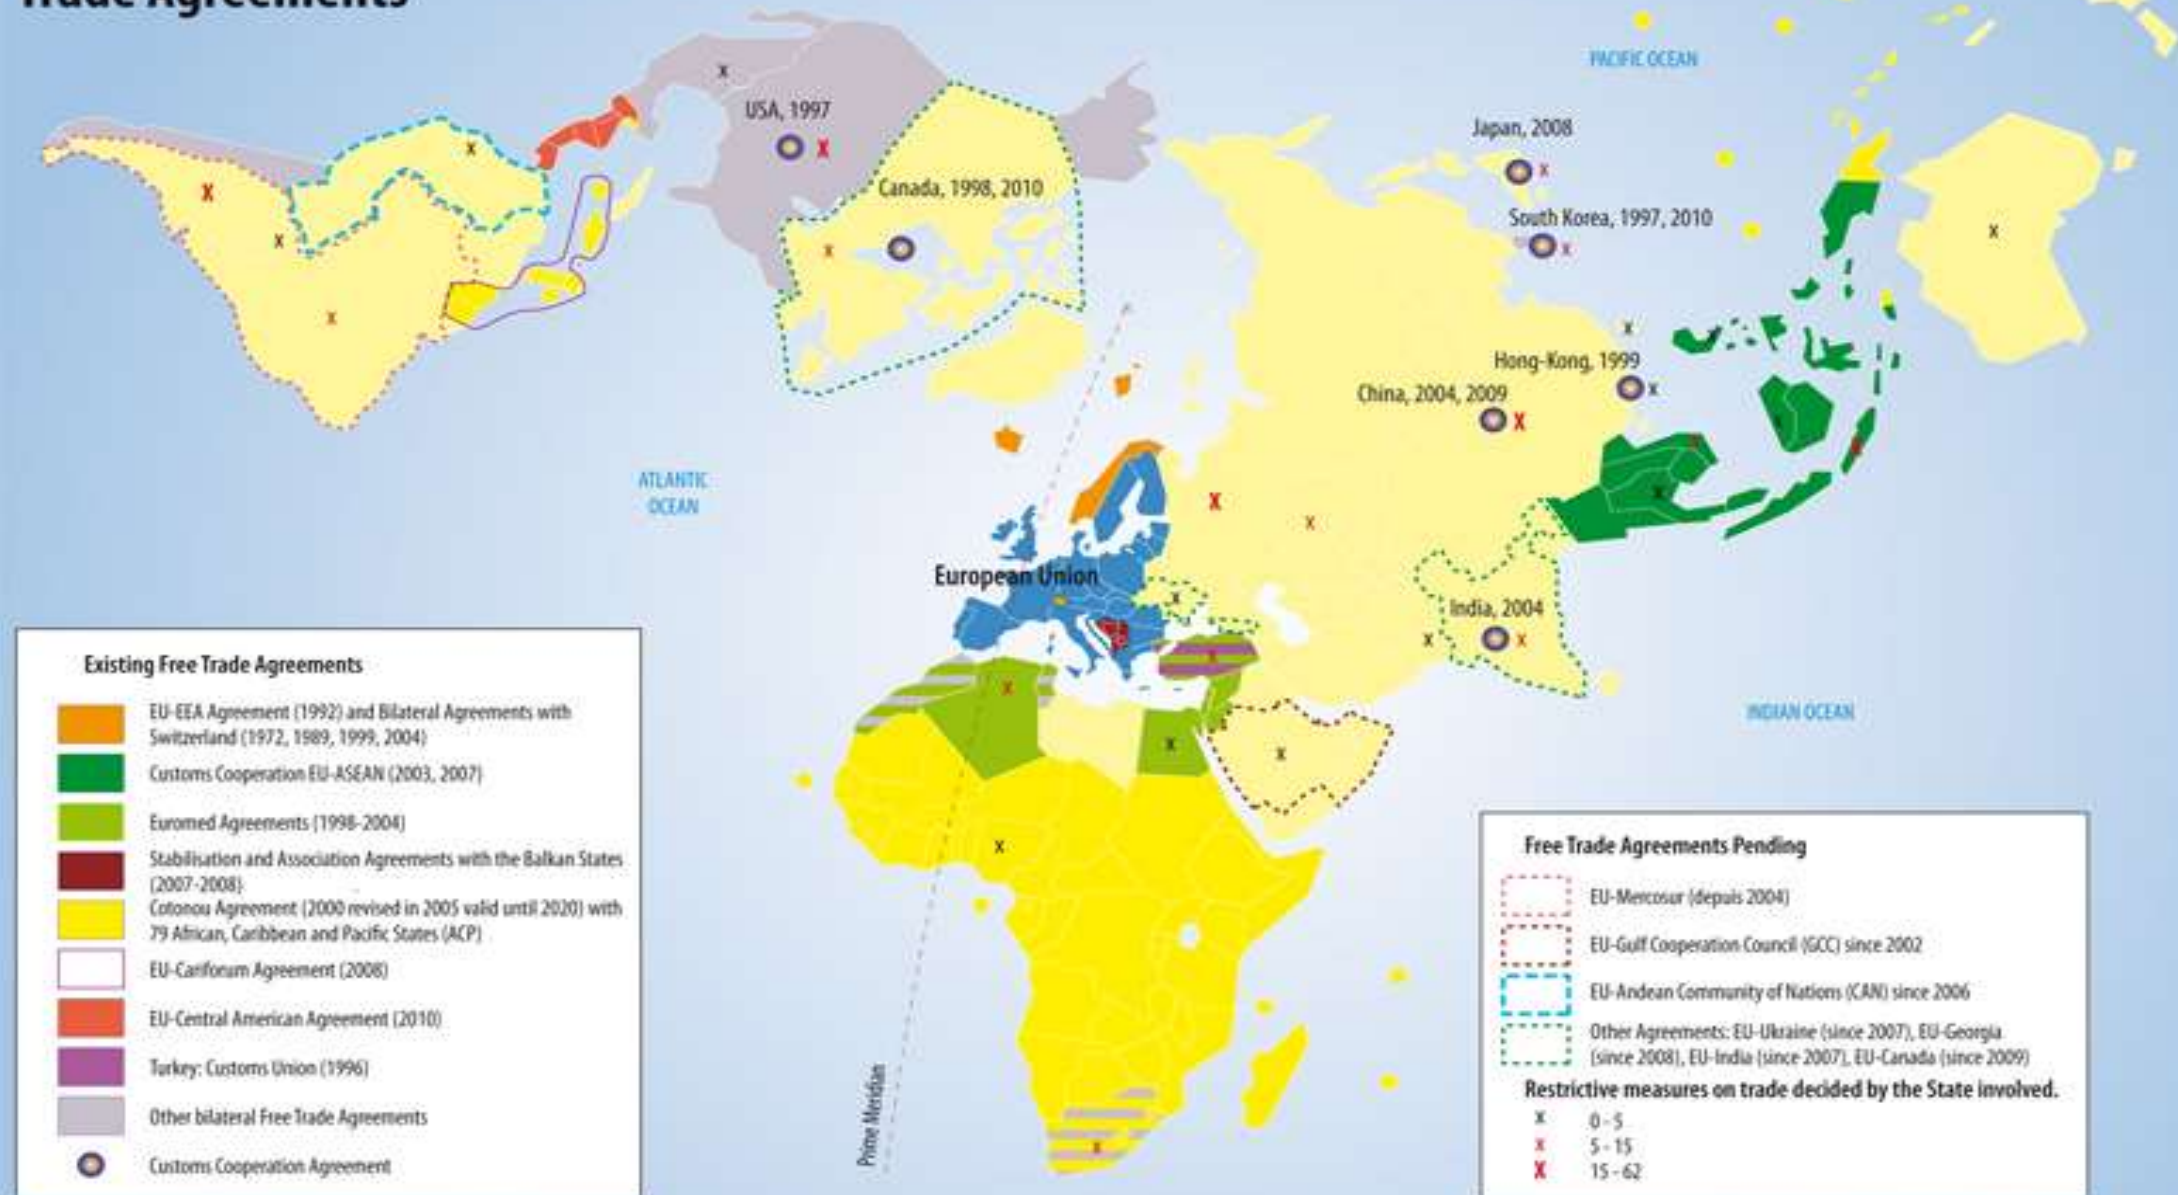 Trade Agreements
PACIFIC OCEAN
USA, 1997
Japan, 2008
Canada, 1998, 2010
South Korea, 1997, 2010
Hong-Kong, 1999
China, 2004, 2009
ATLANTIC
OCEAN
European Union
India, 2004
INDIAN OCEAN
Prime Meridian
Existing Free Trade Agreements
EU-EEA Agreement (1992) and Bilateral Agreements with
Switzerland (1972, 1989, 1999, 2004)
Customs Cooperation EU-ASEAN (2003, 2007)
Euromed Agreements (1998-2004)
Stabilisation and Association Agreements with the Balkan States
(2007-2008)
Cotonou Agreement (2000 revised in 2005 valid until 2020) with
79 African, Caribbean and Pacific States (ACP)
EU-Cariforum Agreement (2008)
EU-Central American Agreement (2010)
Turkey: Customs Union (1996)
Other bilateral Free Trade Agreements
Customs Cooperation Agreement
Free Trade Agreements Pending
EU-Mercosur (depuis 2004)
EU-Gulf Cooperation Council (GCC) since 2002
EU-Andean Community of Nations (CAN) since 2006
Other Agreements: EU-Ukraine (since 2007), EU-Georgia
(since 2008), EU-India (since 2007), EU-Canada (since 2009)
Restrictive measures on trade decided by the State involved.
x 0 - 5
x 5 - 15
x 15 - 62